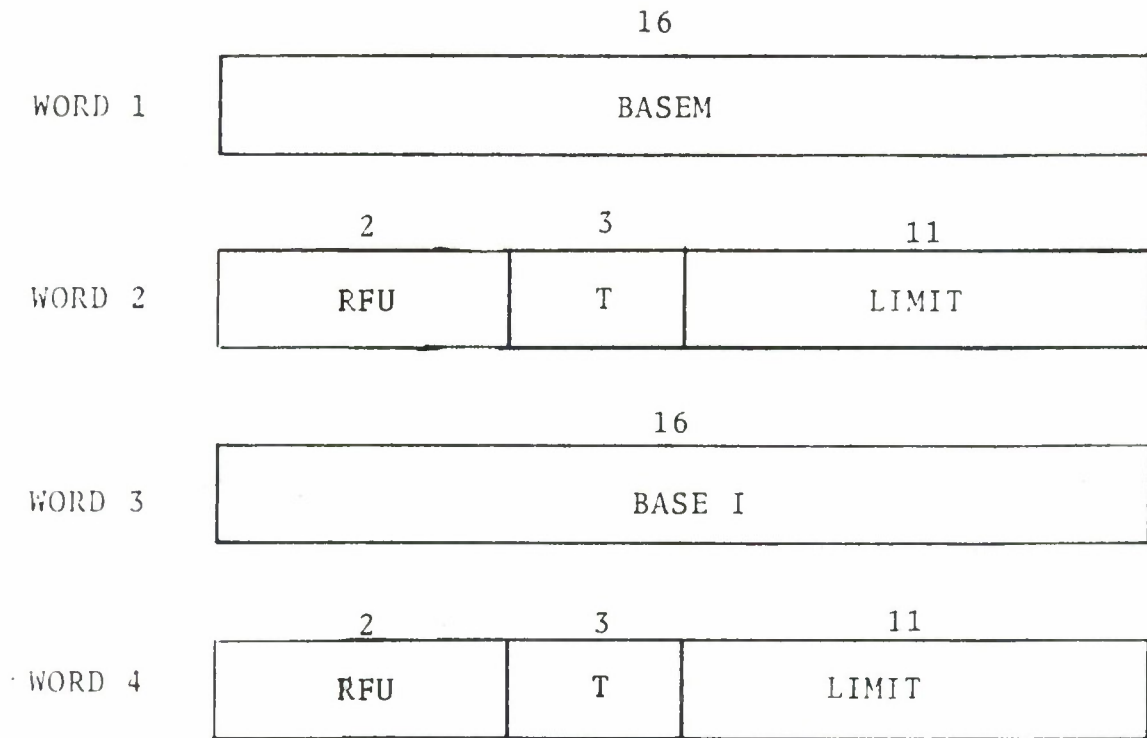 16
WORD 1 BASEM
2 3 11
WORD 2 RFU T LIMIT
16
WORD 3 BASE I
2 3 11
WORD 4 RFU T LIMIT